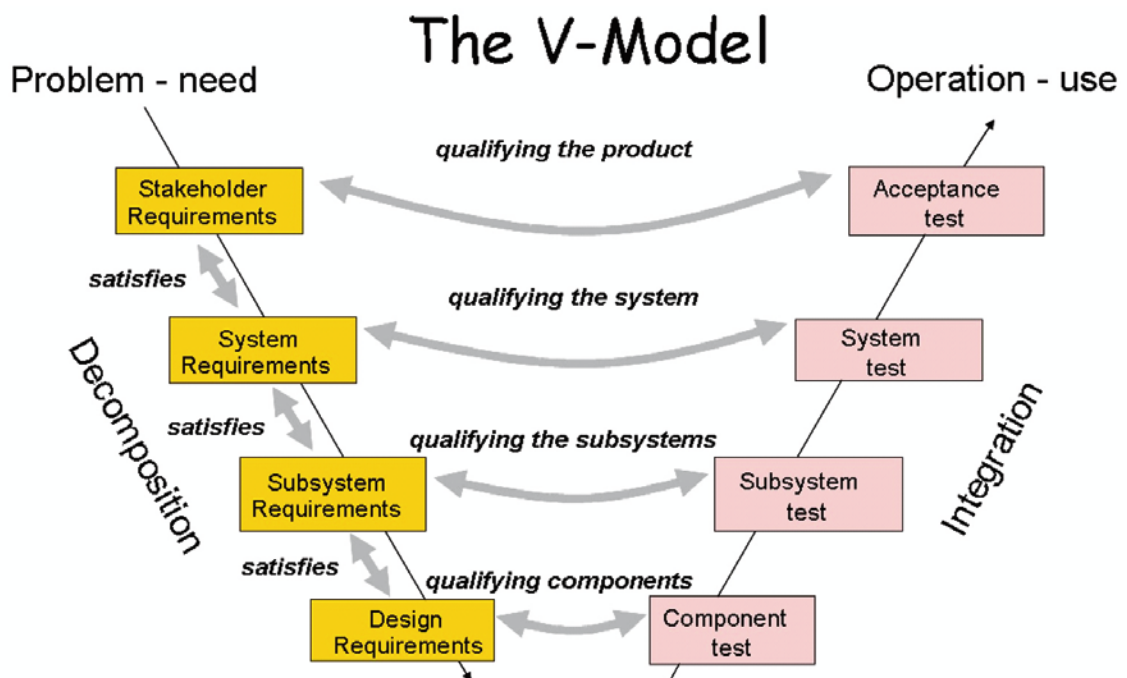 The V-Model
Problem - need
Operation - use
qualifying the product
Stakeholder
Requirements
Acceptance
test
satisfies
qualifying the system
System
Requirements
System
test
Decomposition
satisfies
qualifying the subsystems
Integration
Subsystem
Requirements
Subsystem
test
satisfies
qualifying components
Design
Requirements
Component
test